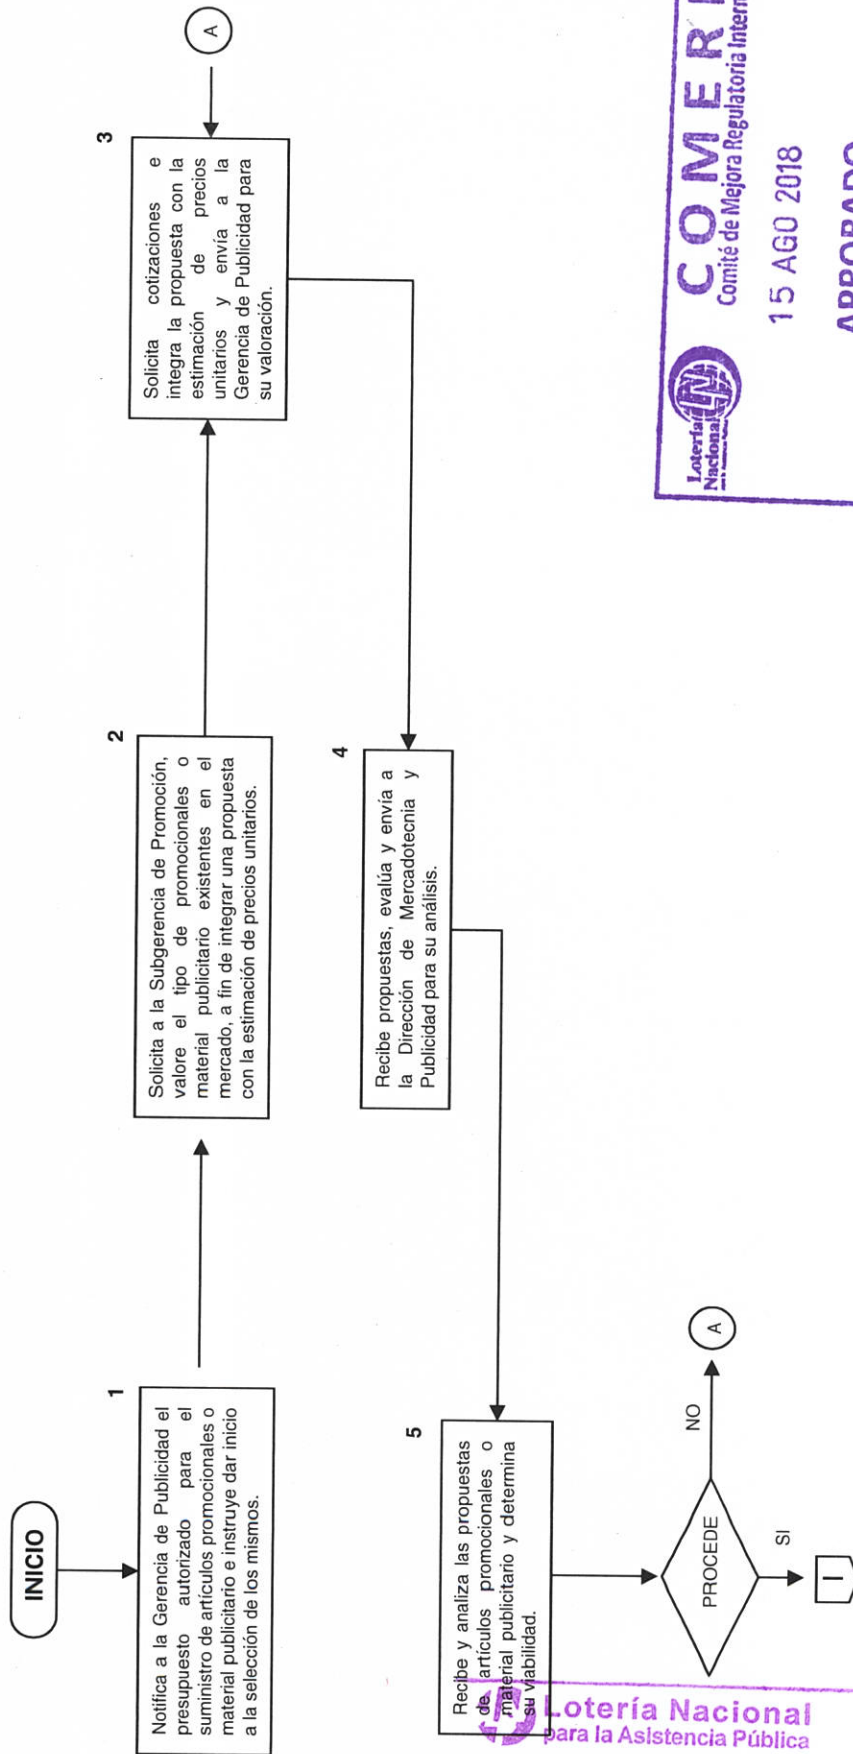 INICIO
1
Notifica a la Gerencia de Publicidad el
presupuesto autorizado para el
suministro de artículos promocionales o
material publicitario e instruye dar inicio
a la selección de los mismos.
2
Solicita a la Subgerencia de Promoción,
valore el tipo de promocionales o
material publicitario existentes en el
mercado, a fin de integrar una propuesta
con la estimación de precios unitarios.
3
Solicita cotizaciones e
integra la propuesta con la
estimación de precios
unitarios y envía a la
Gerencia de Publicidad para
su valoración.
A
4
Recibe propuestas, evalúa y envía a
la Dirección de Mercadotecnia y
Publicidad para su análisis.
5
Recibe y analiza las propuestas
de artículos promocionales o
material publicitario y determina
su viabilidad.
PROCEDE
NO
A
SI
I
Lotería
Nacional
COMER
Comité de Mejora Regulatoria Inter
15 AGO 2018
APROBADO
Lotería Nacional
para la Asistencia Pública